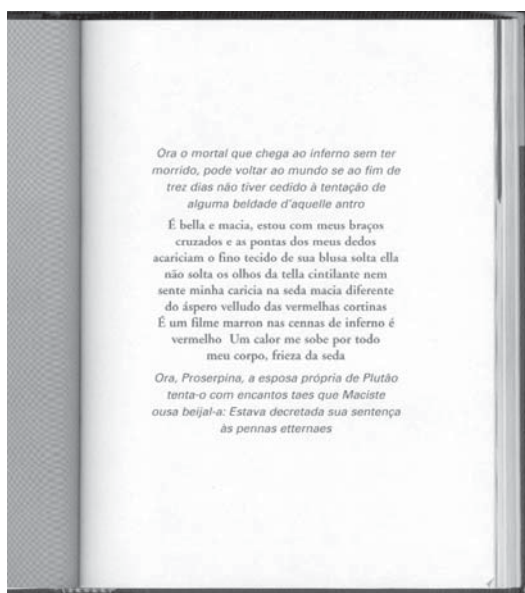 Ora o mortal que chega ao inferno sem ter
morrido, pode voltar ao mundo se ao fim de
trez dias não tiver cedido à tentação de
alguma beldade d'aquelle antro
É bella e macia, estou com meus braços
cruzados e as pontas dos meus dedos
acariciam o fino tecido de sua blusa solta ella
não solta os olhos da tella cintilante nem
sente minha caricia na seda macia diferente
do áspero velludo das vermelhas cortinas
É um filme marron nas cennas de inferno é
vermelho Um calor me sobe por todo
meu corpo, frieza da seda
Ora, Proserpina, a esposa própria de Plutão
tenta-o com encantos taes que Maciste
ousa beijal-a: Estava decretada sua sentença
às pennas etternaes